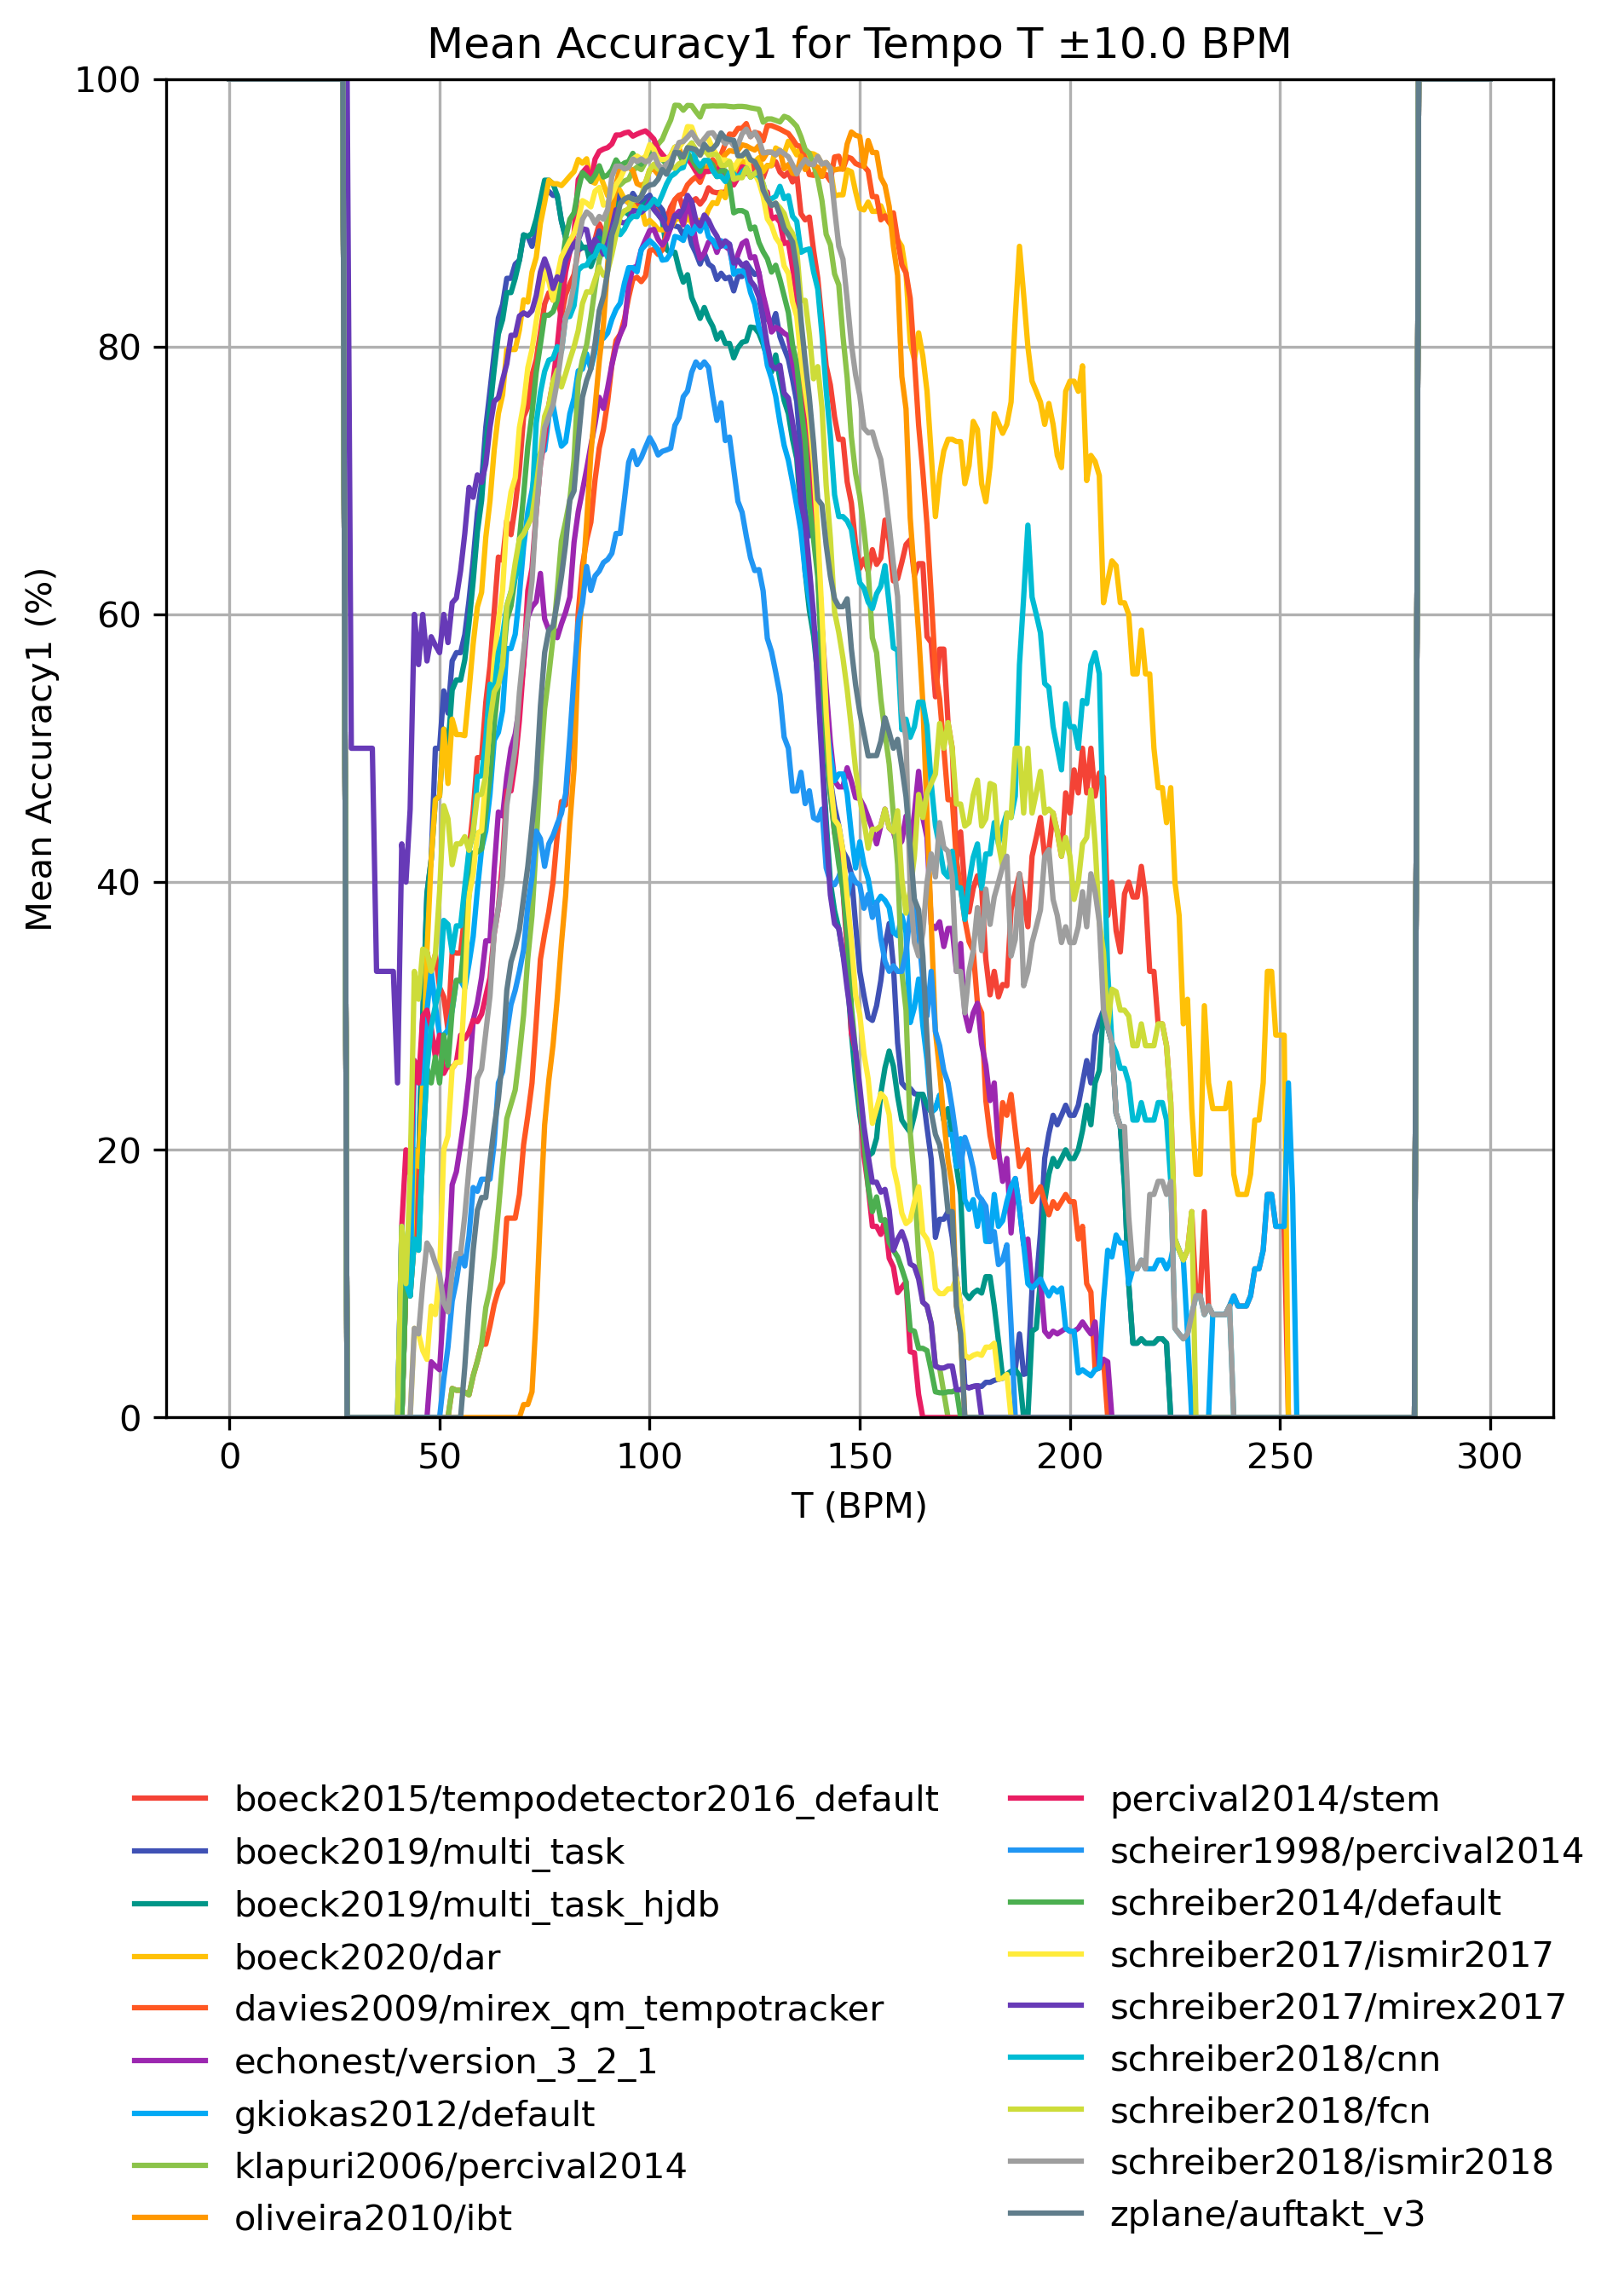 Mean Accuracy1 for Tempo T ±10.0 BPM
Mean Accuracy1 (%)
100
80
60
40
20
0
0 50 100 150 200 250 300
T (BPM)
boeck2015/tempodetector2016_default
boeck2019/multi_task
boeck2019/multi_task_hjdb
boeck2020/dar
davies2009/mirex_qm_tempotracker
echonest/version_3_2_1
gkiokas2012/default
klapuri2006/percival2014
oliveira2010/ibt
percival2014/stem
scheirer1998/percival2014
schreiber2014/default
schreiber2017/ismir2017
schreiber2017/mirex2017
schreiber2018/cnn
schreiber2018/fcn
schreiber2018/ismir2018
zplane/auftakt_v3